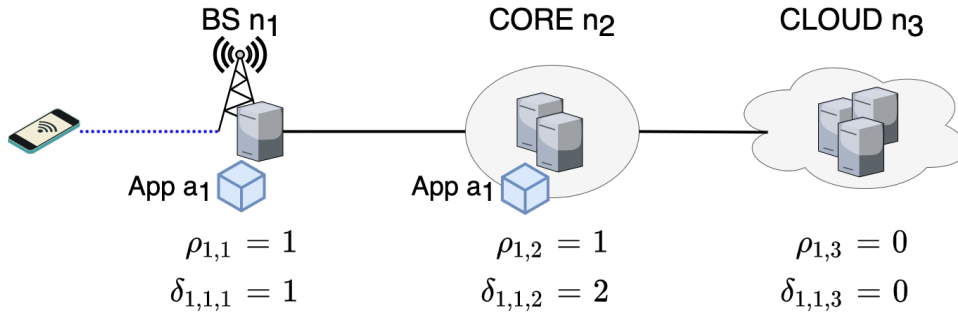 BS n₁ CORE n₂ CLOUD n₃
App a₁ App a₁
ρ₁,₁ = 1 ρ₁,₂ = 1 ρ₁,₃ = 0
δ₁,₁,₁ = 1 δ₁,₁,₂ = 2 δ₁,₁,₃ = 0